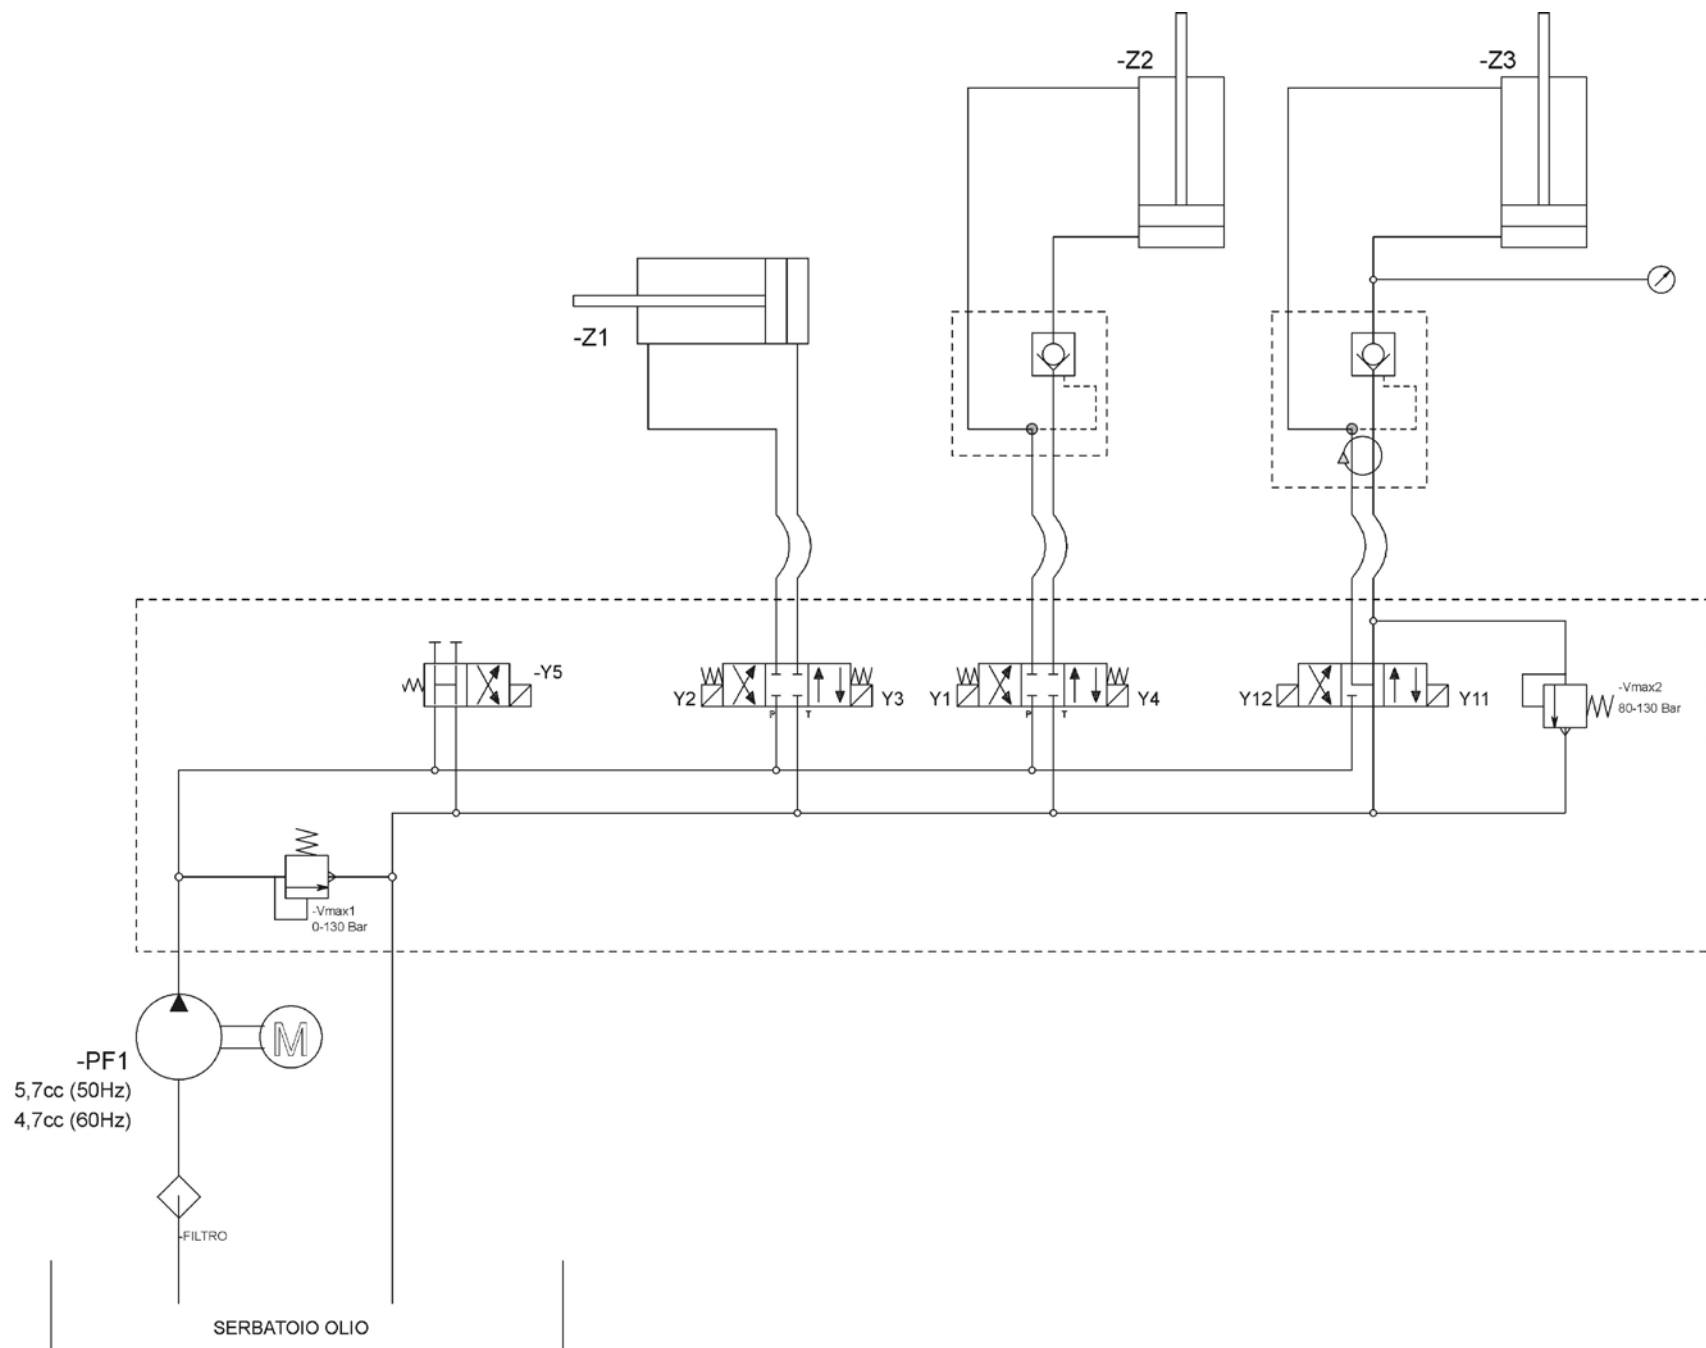 -Z2
-Z3
-Z1
-Y5
Y2
Y3
Y1
Y4
Y12
Y11
-Vmax2
80-130 Bar
P
T
P
T
-Vmax1
0-130 Bar
M
-PF1
5,7cc (50Hz)
4,7cc (60Hz)
-FILTRO
SERBATOIO OLIO